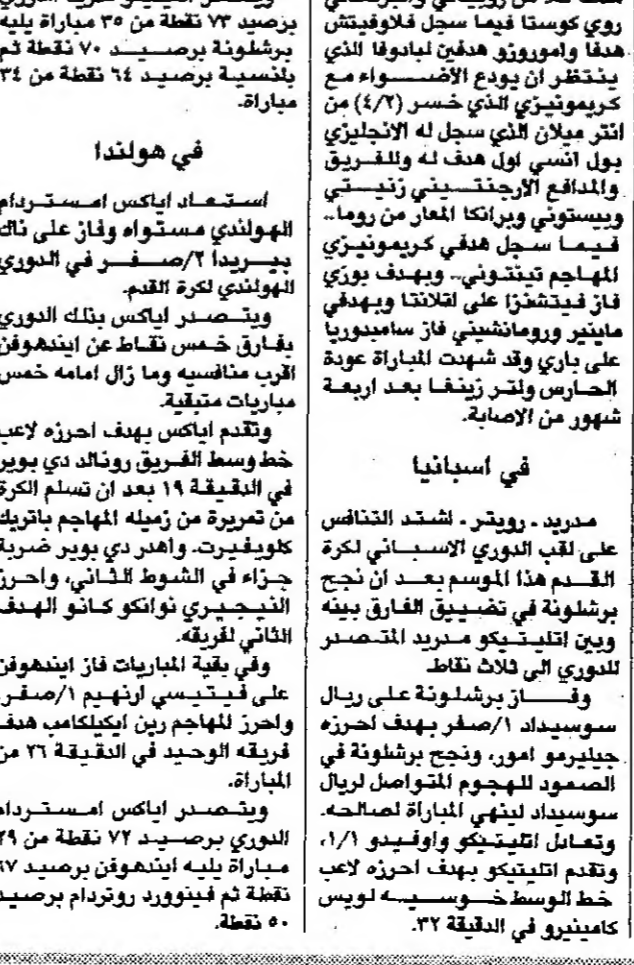 روي كوستا فيما سجل فلاوفيتش
هدفا واموروزو هدفين لبادوفا الذي
ينتظر ان يودع الاضواء مع
كريمونيزي الذي خسر (٤/٢) من
انتر ميلان الذي سجل له الانجليزي
بول انسي اول هدف له وللفريق
والمدافع الارجنتيني زنيتي
وبيستوني وبرانكا المعار من روما..
فيما سجل هدفي كريمونيزي
المهاجم تينتوني.. وبهدف بوزي
فاز فيتشنزا على اتلانتا وبهدفي
ماينير ورومانشيني فاز سامبدوريا
على باري وقد شهدت المباراة عودة
الحارس ولتر زينغا بعد اربعة
شهور من الاصابة.
في اسبانيا
مدريد . رويتر . اشتد التنافس
على لقب الدوري الاسباني لكرة
القدم هذا الموسم بعد ان نجح
برشلونة في تضييق الفارق بينه
وبين اتليتيكو مدريد المتصدر
للدوري الى ثلاث نقاط.
وفاز برشلونة على ريال
سوسيداد ١/صفر بهدف احرزه
جيليرمو امور، ونجح برشلونة في
الصمود للهجوم المتواصل لريال
سوسيداد لينهي المباراة لصالحه.
وتعادل اتليتيكو واوفيدو ١/١،
وتقدم اتليتيكو بهدف احرزه لاعب
خط الوسط خوسيه لويس
كامينيرو في الدقيقة ٣٢.
برصيد ٧٣ نقطة من ٣٥ مباراة يليه
برشلونة برصيد ٧٠ نقطة ثم
بلنسية برصيد ٦٤ نقطة من ٣٤
مباراة.
في هولندا
استعاد اياكس امستردام
الهولندي مستواه وفاز على ناك
بيريدا ٢/صفر في الدوري
الهولندي لكرة القدم.
ويتصدر اياكس بذلك الدوري
بفارق خمس نقاط عن ايندهوفن
اقرب منافسيه وما زال امامه خمس
مباريات متبقية.
وتقدم اياكس بهدف احرزه لاعب
خط وسط الفريق رونالد دي بوير
في الدقيقة ١٩ بعد ان تسلم الكرة
من تمريرة من زميله المهاجم باتريك
كلويفيرت. واهدر دي بوير ضربة
جزاء في الشوط الثاني، واحرز
النيجيري نوانكو كانو الهدف
الثاني لفريقه.
وفي بقية المباريات فاز ايندهوفن
على فيتيسي ارنهيم ١/صفر.
واحرز المهاجم رين ايكيلكامب هدف
فريقه الوحيد في الدقيقة ٢٦ من
المباراة.
ويتصدر اياكس امستردام
الدوري برصيد ٧٢ نقطة من ٢٩
مباراة يليه ايندهوفن برصيد ٦٧
نقطة ثم فينوورد روتردام برصيد
٥٠ نقطة.